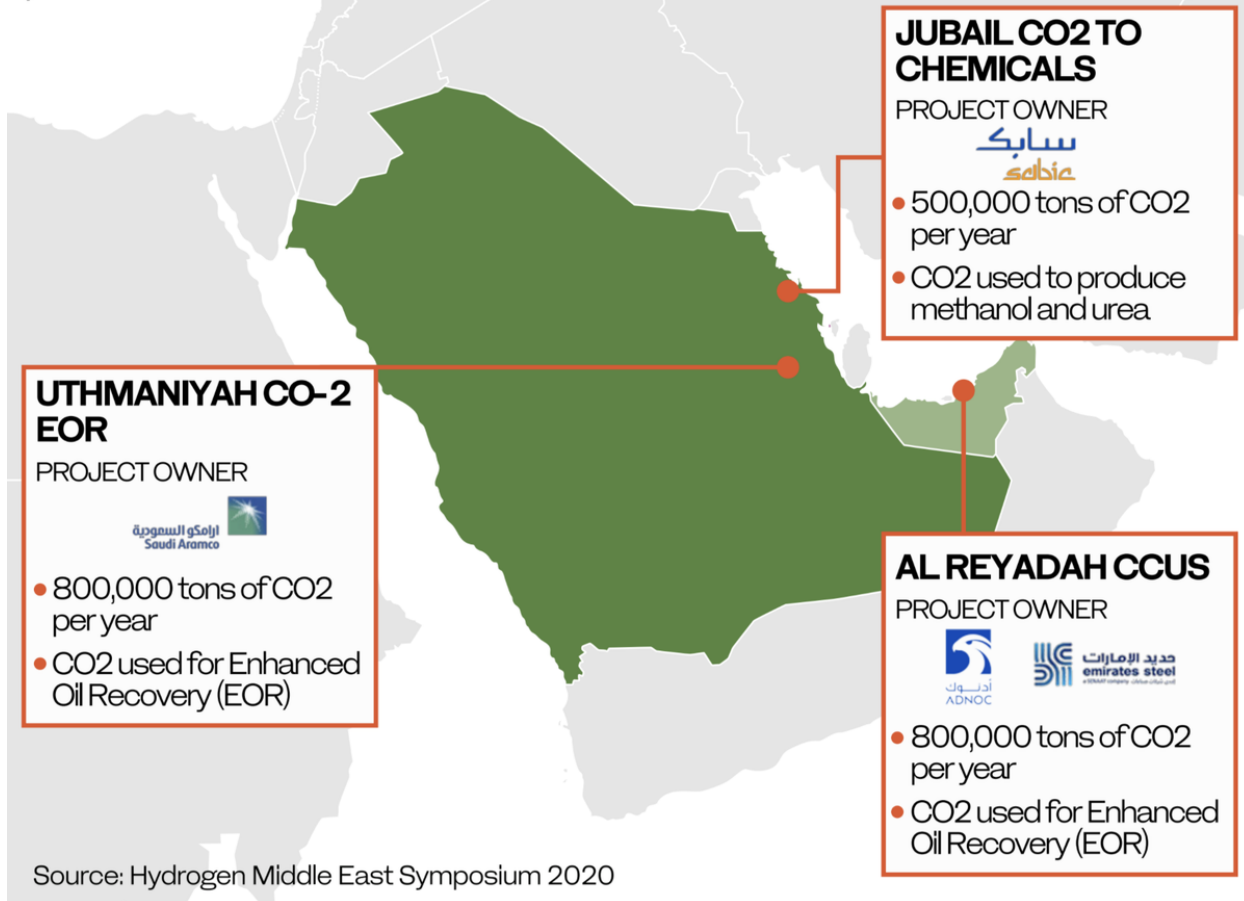 JUBAIL CO2 TO
CHEMICALS
PROJECT OWNER
سابك
sabic
• 500,000 tons of CO2
per year
• CO2 used to produce
methanol and urea
UTHMANIYAH CO-2
EOR
PROJECT OWNER
ارامكو السعودية
Saudi Aramco
• 800,000 tons of CO2
per year
• CO2 used for Enhanced
Oil Recovery (EOR)
AL REYADAH CCUS
PROJECT OWNER
أدنوك
ADNOC
حديد الإمارات
emirates steel
• 800,000 tons of CO2
per year
• CO2 used for Enhanced
Oil Recovery (EOR)
Source: Hydrogen Middle East Symposium 2020